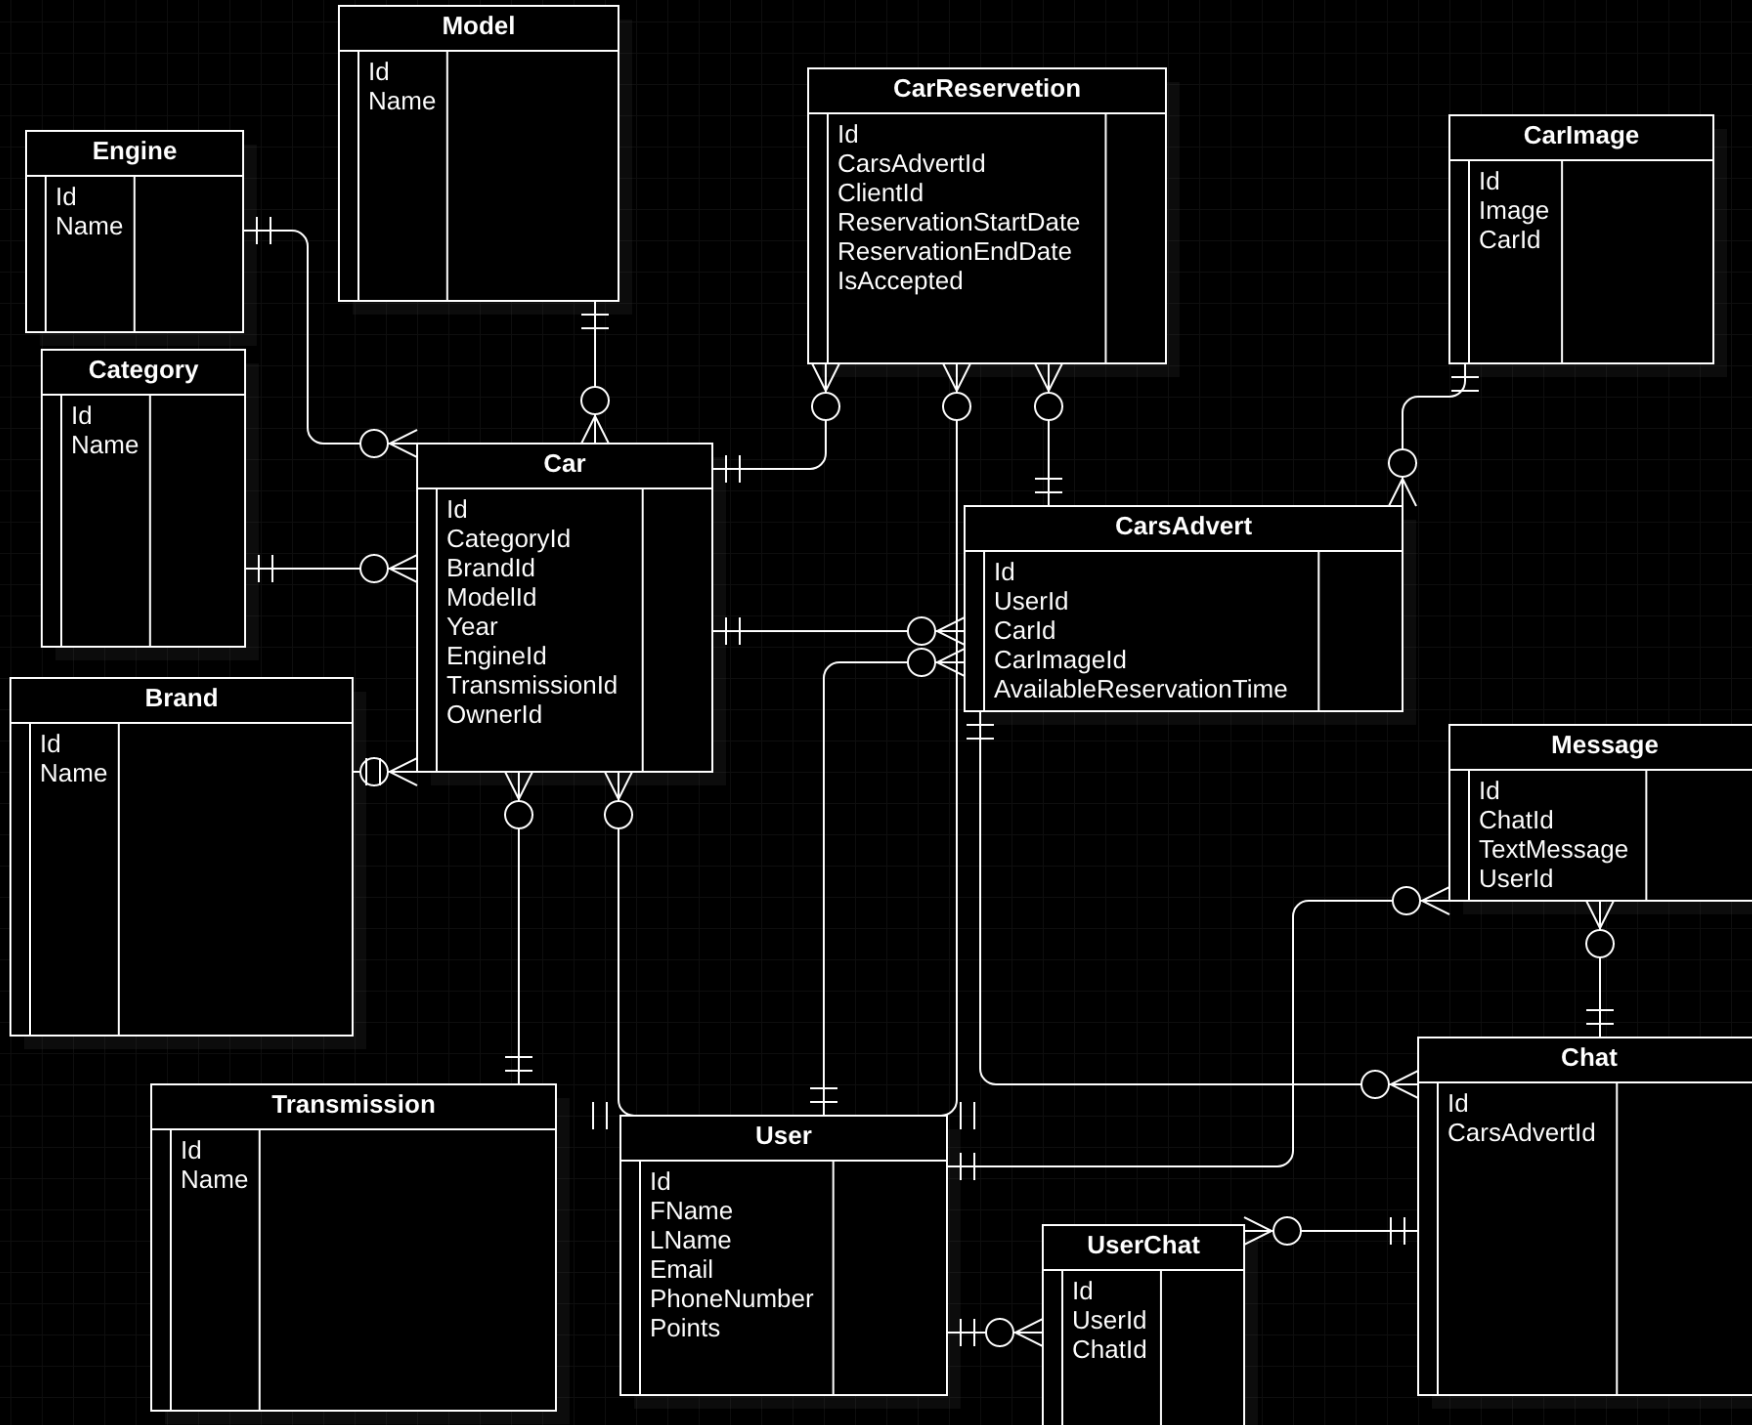 Model
Id
Name
CarReservetion
Id
CarsAdvertId
ClientId
ReservationStartDate
ReservationEndDate
IsAccepted
CarImage
Id
Image
CarId
Engine
Id
Name
Category
Id
Name
Car
Id
CategoryId
BrandId
ModelId
Year
EngineId
TransmissionId
OwnerId
CarsAdvert
Id
UserId
CarId
CarImageId
AvailableReservationTime
Brand
Id
Name
Message
Id
ChatId
TextMessage
UserId
Transmission
Id
Name
User
Id
FName
LName
Email
PhoneNumber
Points
Chat
Id
CarsAdvertId
UserChat
Id
UserId
ChatId